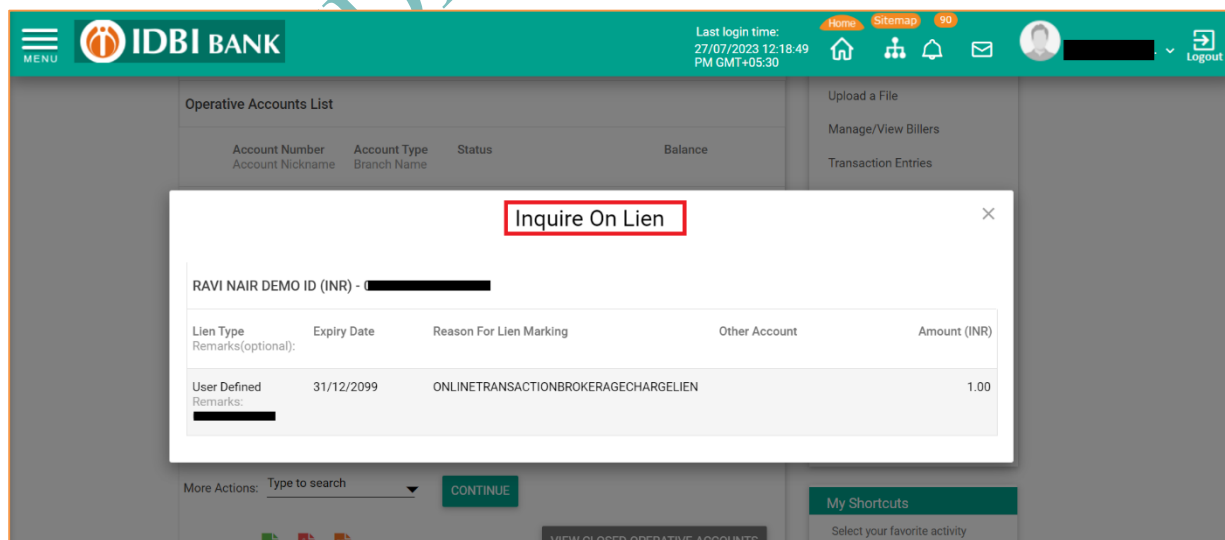 MENU
IDBI BANK
Last login time:
27/07/2023 12:18:49
PM GMT+05:30
Home
Sitemap
90
Logout
Operative Accounts List
Account Number Account Type Status Balance
Account Nickname Branch Name
Upload a File
Manage/View Billers
Transaction Entries
Inquire On Lien
RAVI NAIR DEMO ID (INR) -
Lien Type Expiry Date Reason For Lien Marking Other Account Amount (INR)
Remarks(optional):
User Defined 31/12/2099 ONLINETRANSACTIONBROKERAGECHARGELIEN 1.00
Remarks:
More Actions: Type to search CONTINUE
VIEW CLOSED OPERATIVE ACCOUNTS
My Shortcuts
Select your favorite activity